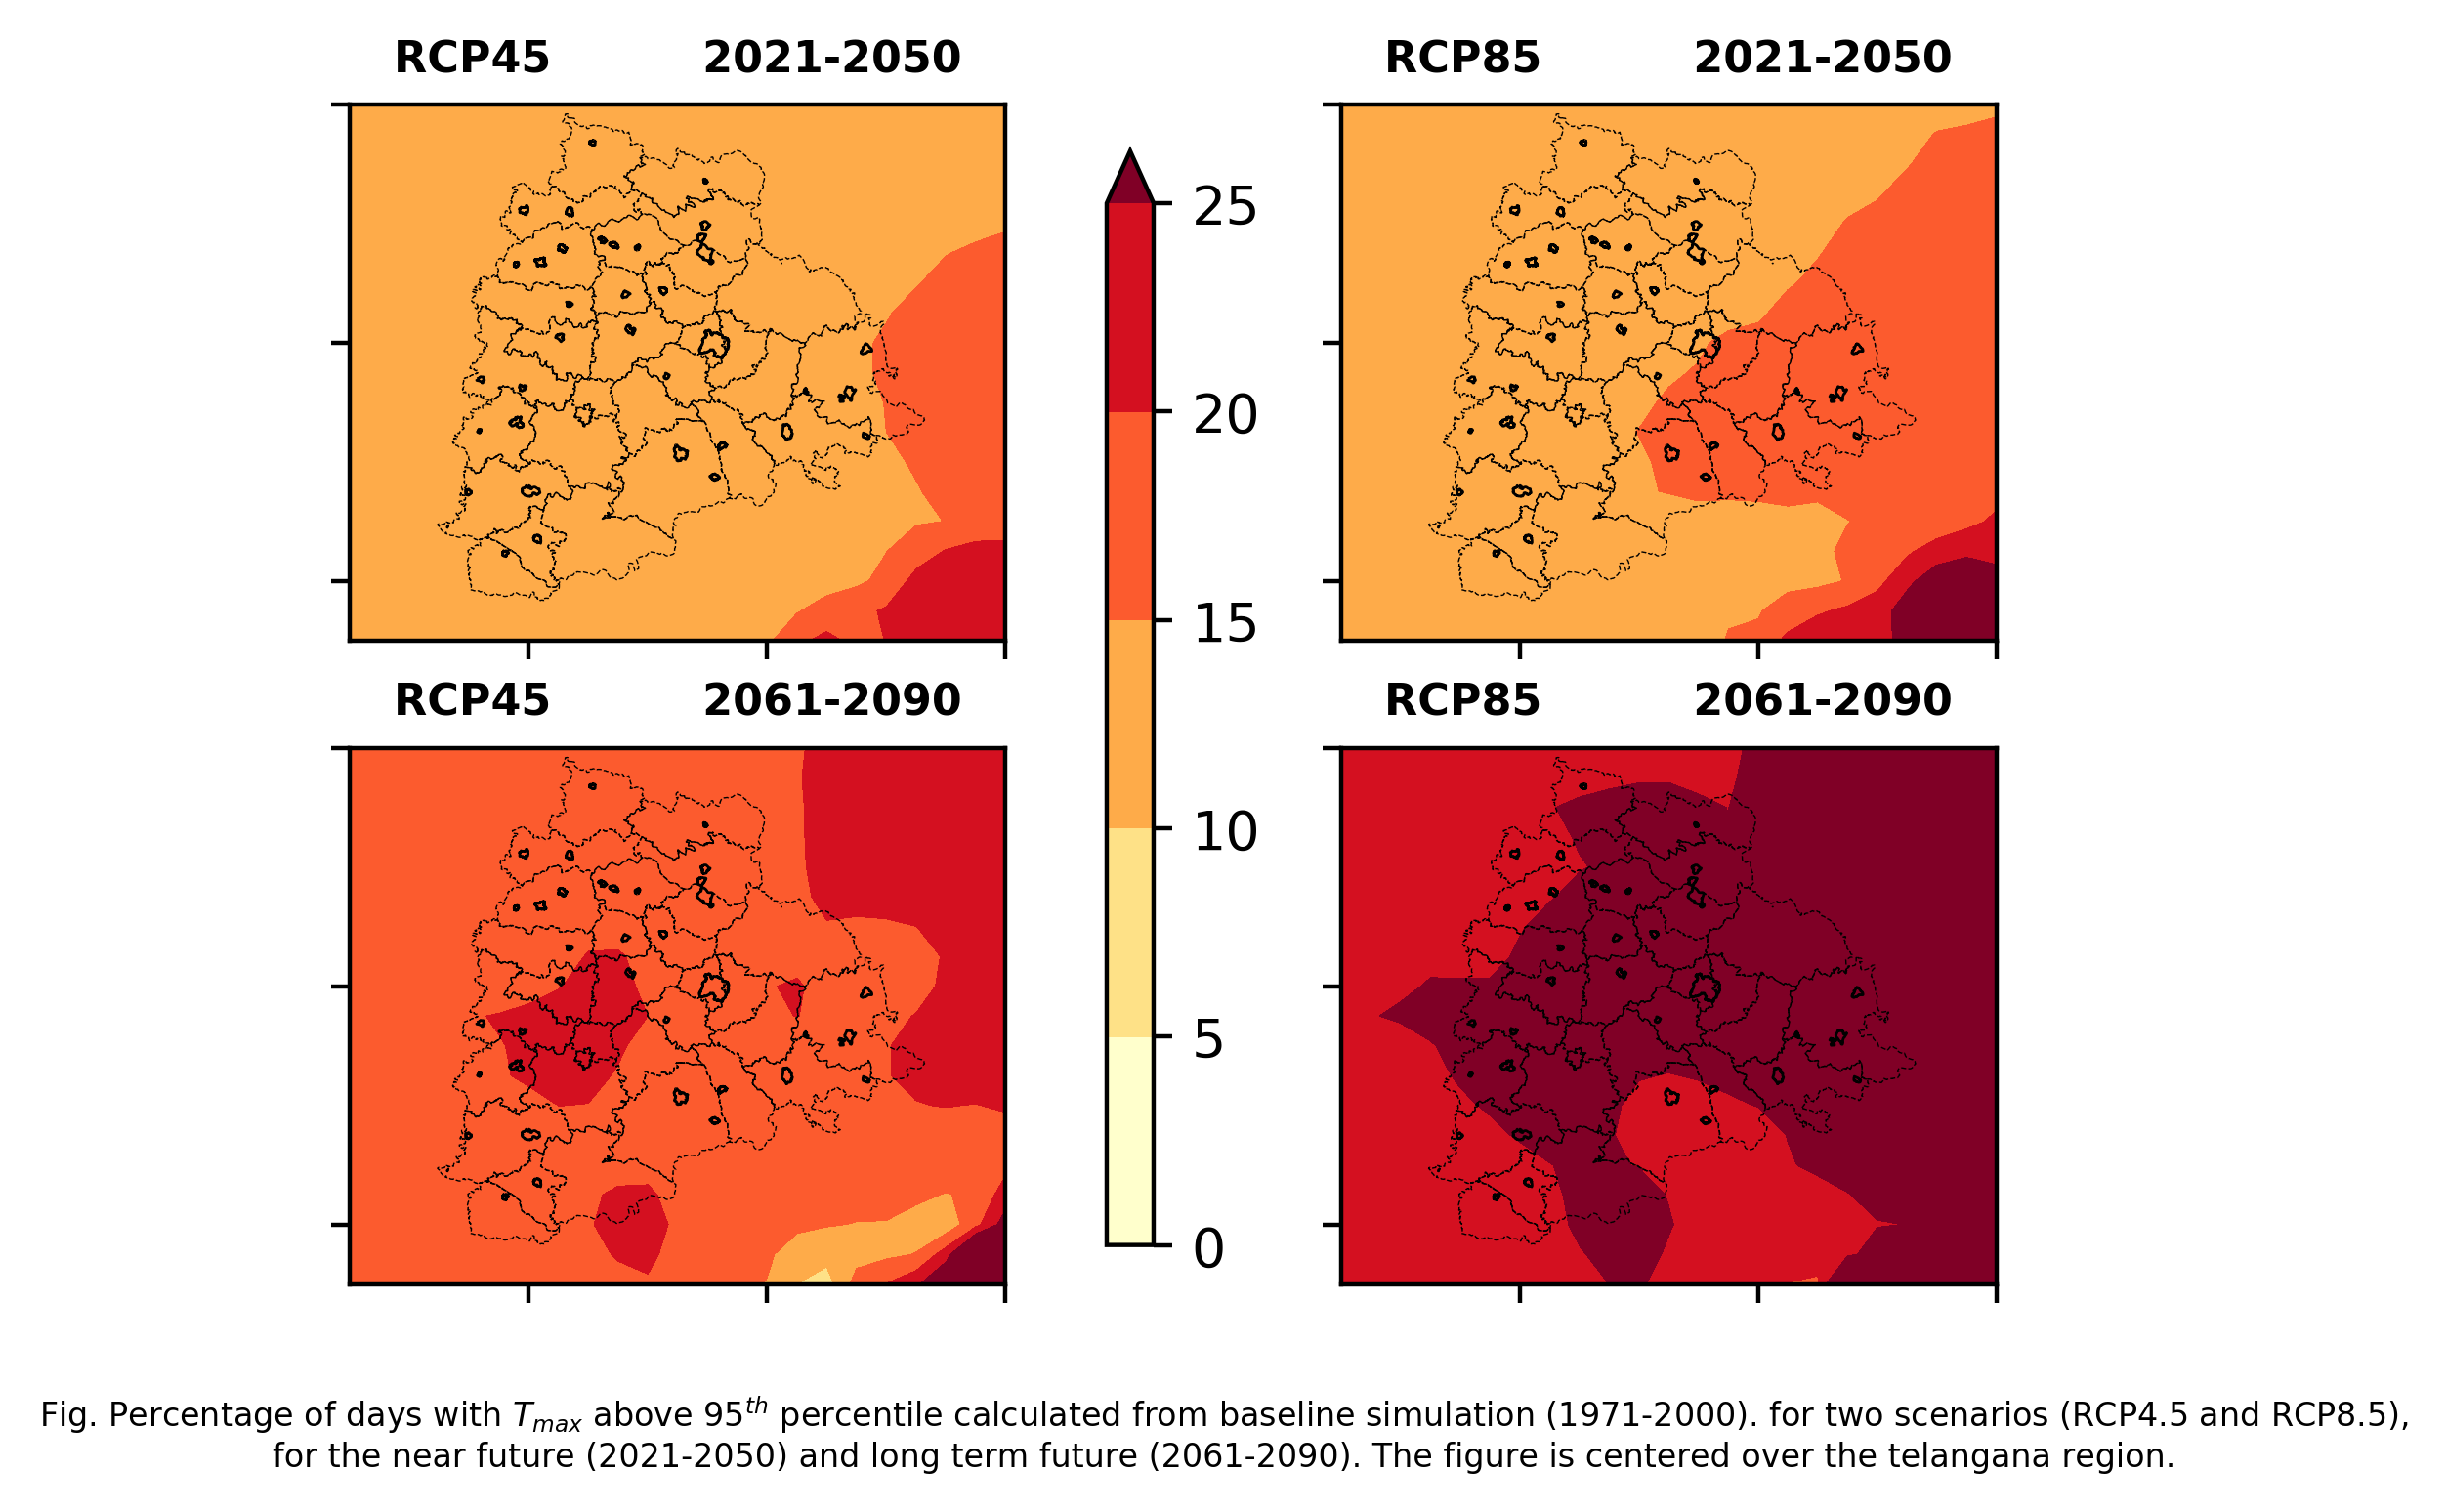 RCP45 2021-2050
RCP85 2021-2050
25
20
15
10
5
0
RCP45 2061-2090
RCP85 2061-2090
Fig. Percentage of days with T_{max} above 95^{th} percentile calculated from baseline simulation (1971-2000). for two scenarios (RCP4.5 and RCP8.5),
for the near future (2021-2050) and long term future (2061-2090). The figure is centered over the telangana region.